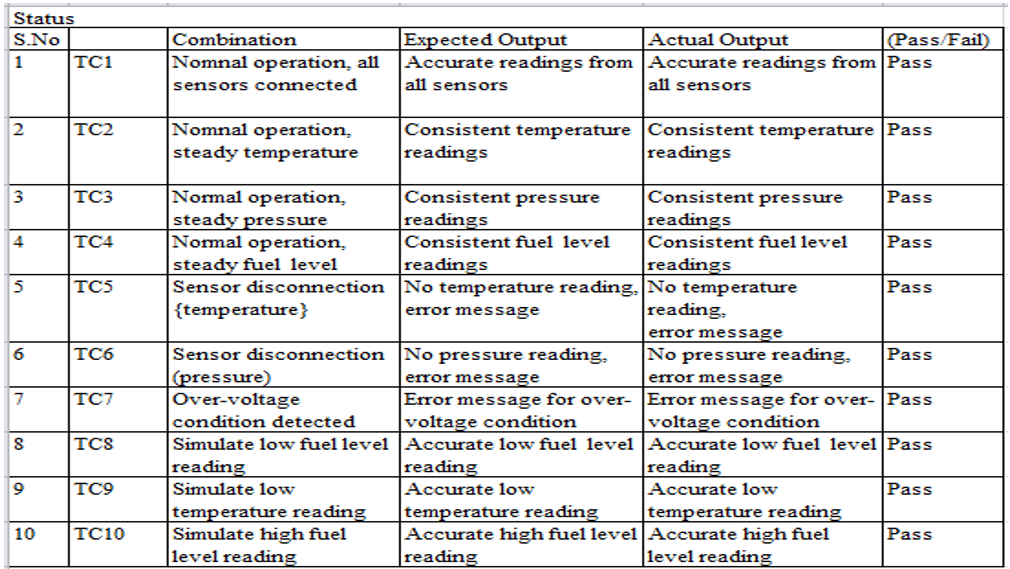 Status
S.No Combination Expected Output Actual Output (Pass/Fail)
1 TC1 Nomnal operation, all Accurate readings from Accurate readings from Pass
sensors connected all sensors all sensors
2 TC2 Nomnal operation, Consistent temperature Consistent temperature Pass
steady temperature readings readings
3 TC3 Normal operation, Consistent pressure Consistent pressure Pass
steady pressure readings readings
4 TC4 Normal operation, Consistent fuel level Consistent fuel level Pass
steady fuel level readings readings
5 TC5 Sensor disconnection No temperature reading, No temperature Pass
{temperature} error message reading,
error message
6 TC6 Sensor disconnection No pressure reading, No pressure reading, Pass
(pressure) error message error message
7 TC7 Over-voltage Error message for over- Error message for over- Pass
condition detected voltage condition voltage condition
8 TC8 Simulate low fuel level Accurate low fuel level Accurate low fuel level Pass
reading reading reading
9 TC9 Simulate low Accurate low Accurate low Pass
temperature reading temperature reading temperature reading
10 TC10 Simulate high fuel Accurate high fuel level Accurate high fuel Pass
level reading reading level reading